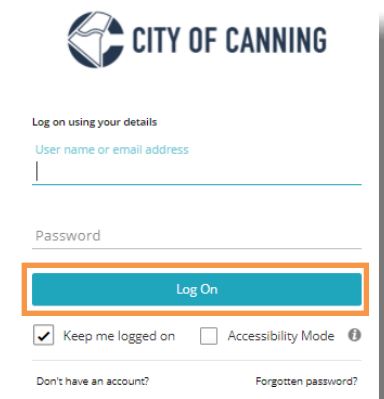 CITY OF CANNING
Log on using your details
User name or email address
Password
Log On
Keep me logged on Accessibility Mode i
Don't have an account? Forgotten password?